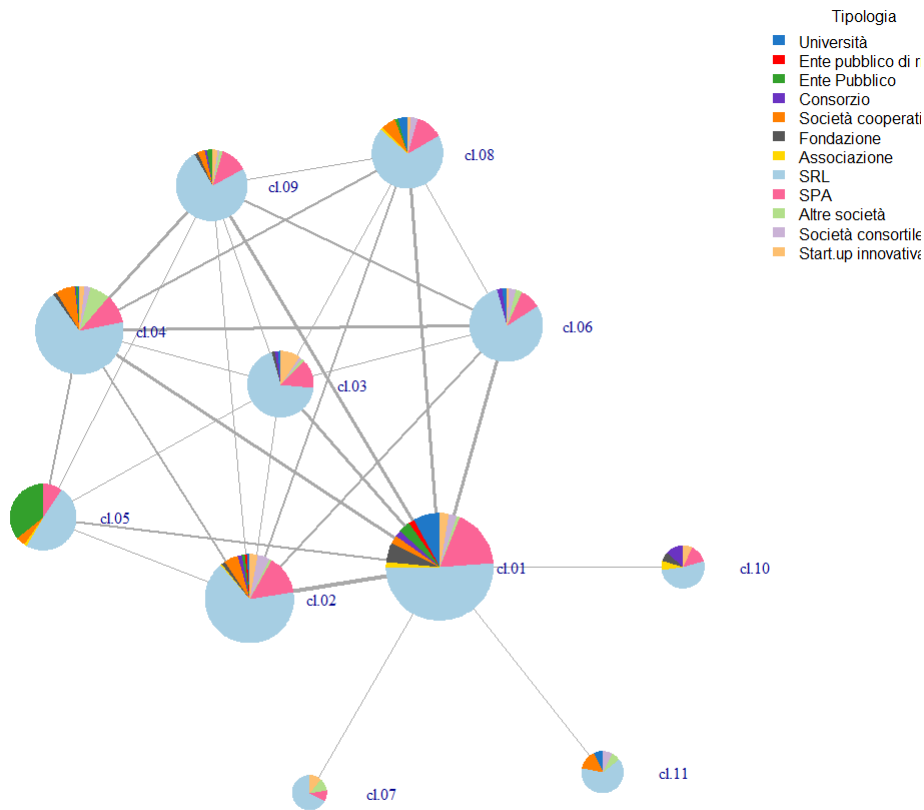 Tipologia
Università
Ente pubblico di r
Ente Pubblico
Consorzio
Società cooperati
Fondazione
Associazione
SRL
SPA
Altre società
Società consortile
Start.up innovativa
cl.08
cl.09
cl.04
cl.06
cl.03
cl.05
cl.01
cl.10
cl.02
cl.11
cl.07